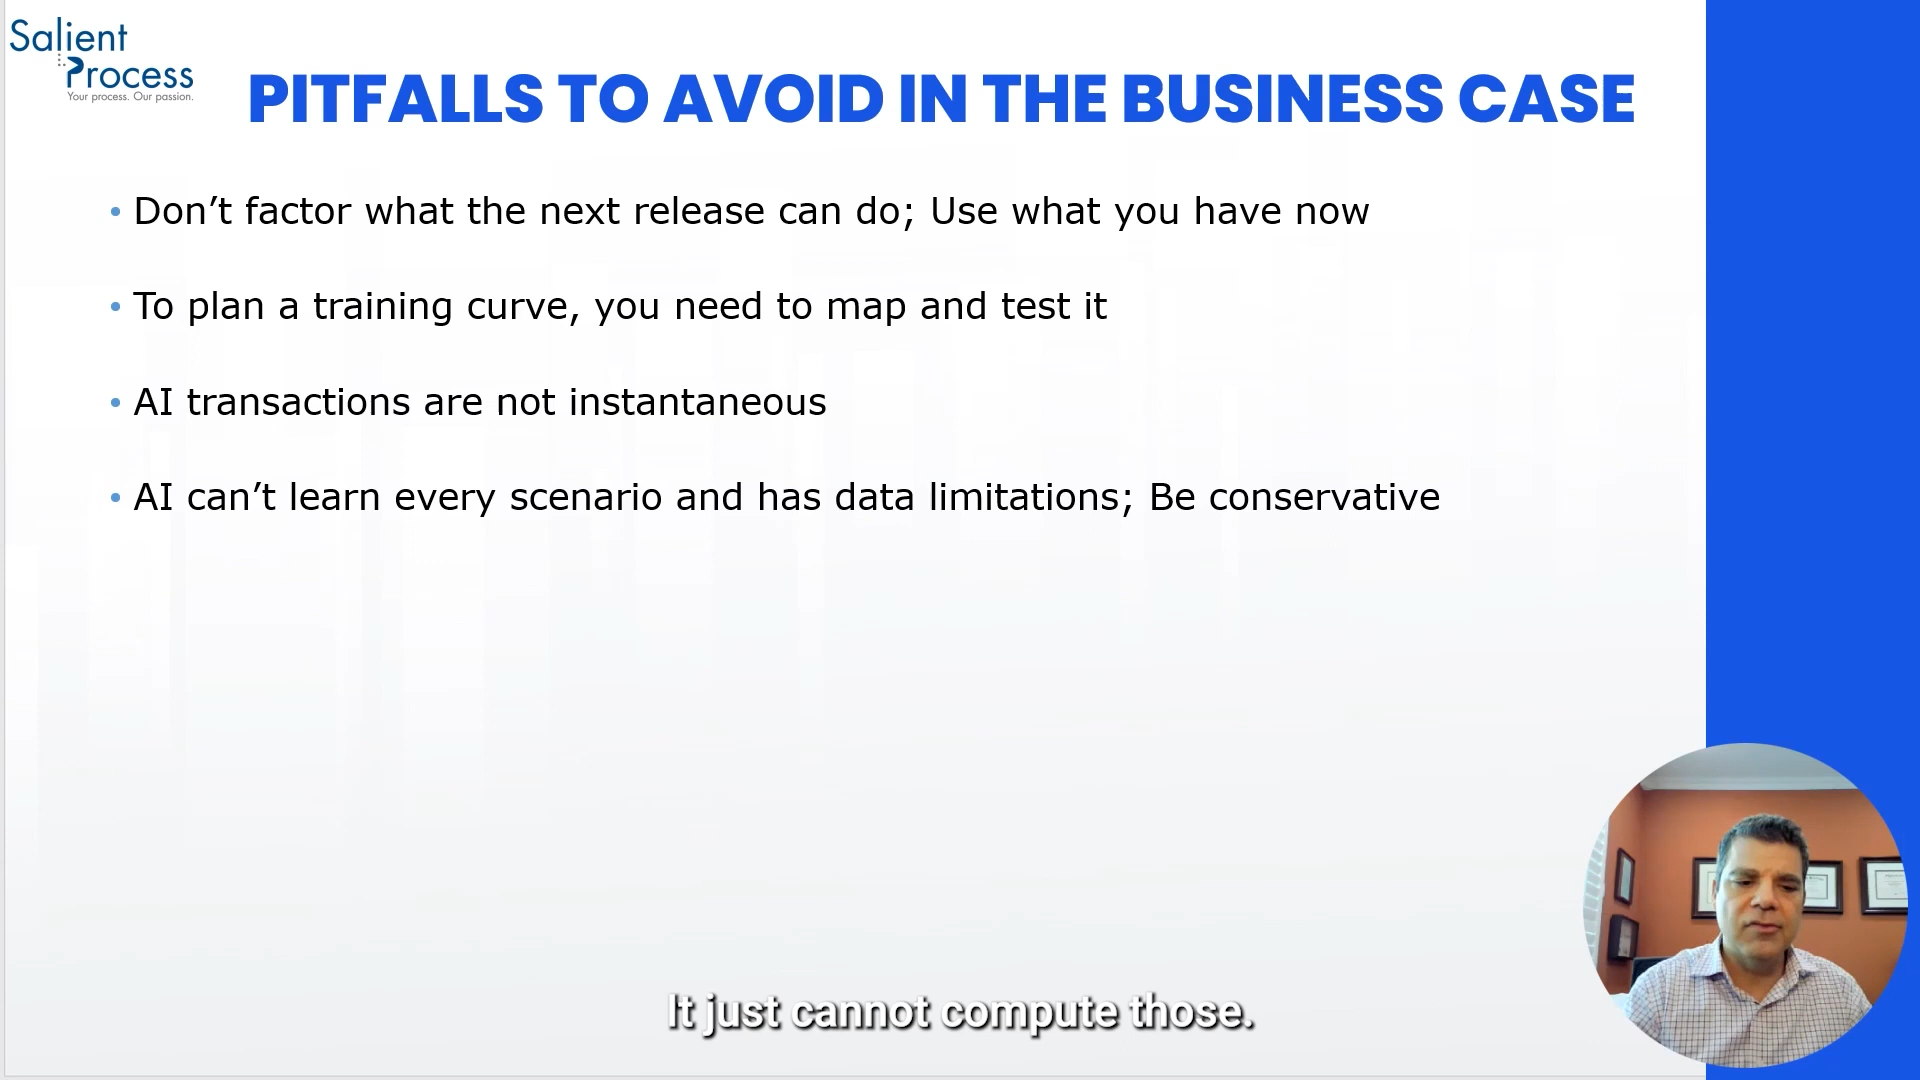 Salient
Process
Your process. Our passion.
PITFALLS TO AVOID IN THE BUSINESS CASE
• Don’t factor what the next release can do; Use what you have now
• To plan a training curve, you need to map and test it
• AI transactions are not instantaneous
• AI can’t learn every scenario and has data limitations; Be conservative
It just cannot compute those.